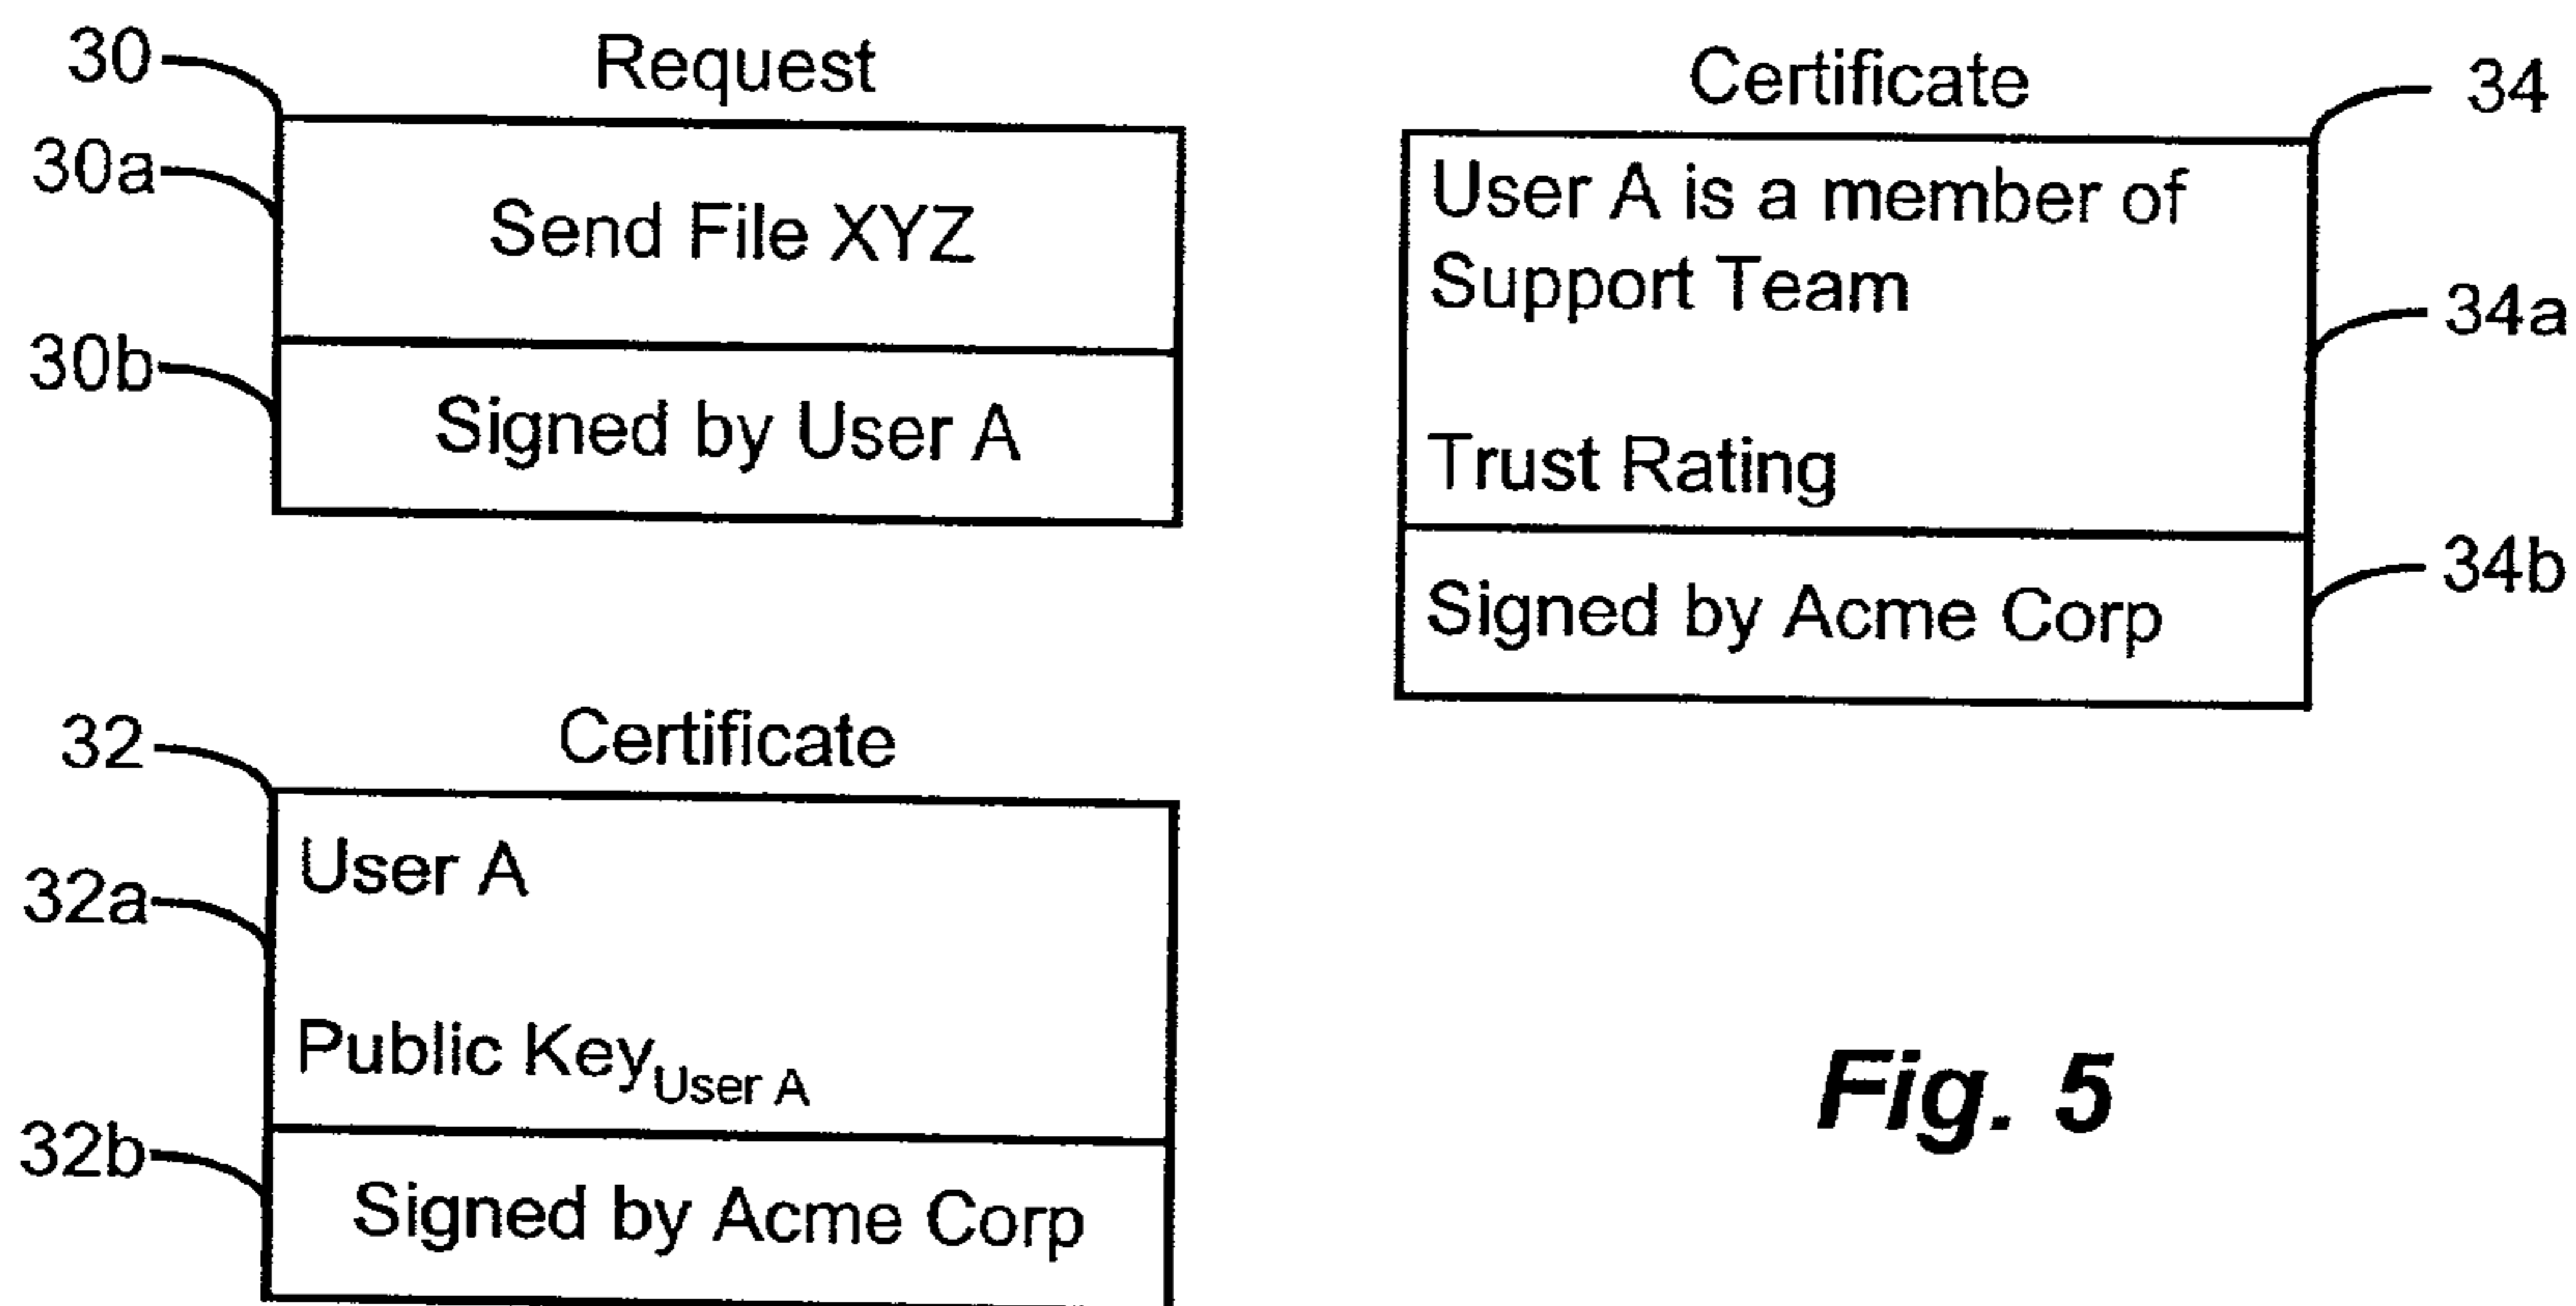 Request
30
30a
Send File XYZ
30b
Signed by User A
Certificate
34
User A is a member of
Support Team
34a
Trust Rating
34b
Signed by Acme Corp
Certificate
32
User A
32a
Public Key User A
32b
Signed by Acme Corp
Fig. 5